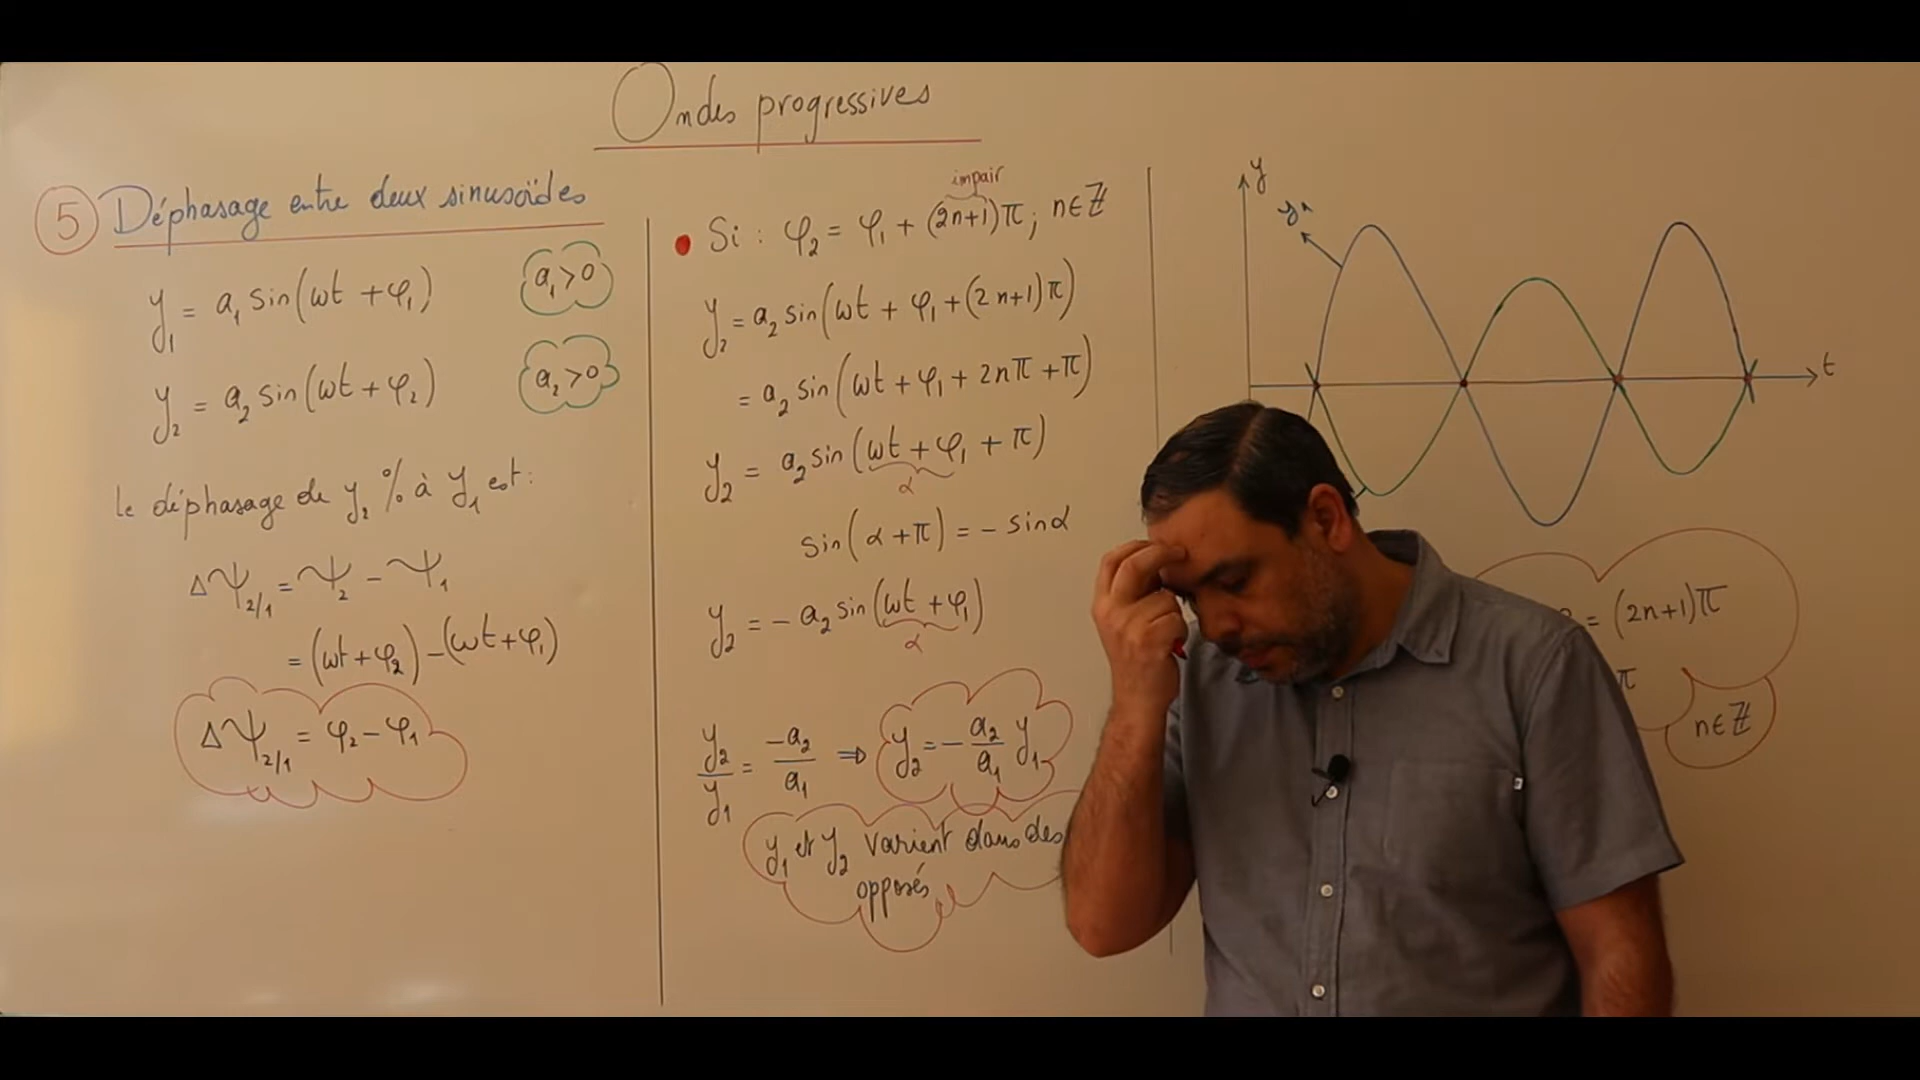 Ondes progressives
5 Déphasage entre deux sinusoïdes
y₁ = a₁ sin(ωt + φ₁)
a₁ > 0
y₂ = a₂ sin(ωt + φ₂)
a₂ > 0
le déphasage de y₂ % à y₁ est :
Δψ₂/₁ = ψ₂ - ψ₁
= (ωt + φ₂) - (ωt + φ₁)
Δψ₂/₁ = φ₂ - φ₁
impair
Si : φ₂ = φ₁ + (2n+1)π ; n∈ℤ
y₂ = a₂ sin(ωt + φ₁ + (2n+1)π)
= a₂ sin(ωt + φ₁ + 2nπ + π)
y₂ = a₂ sin(ωt + φ₁ + π)
α
sin(α + π) = - sinα
y₂ = - a₂ sin(ωt + φ₁)
α
y₂/y₁ = -a₂/a₁ ⇒ y₂ = - a₂/a₁ y₁
y₁ et y₂ varient dans des
opposés
y
t
= (2n+1)π
π
n∈ℤ